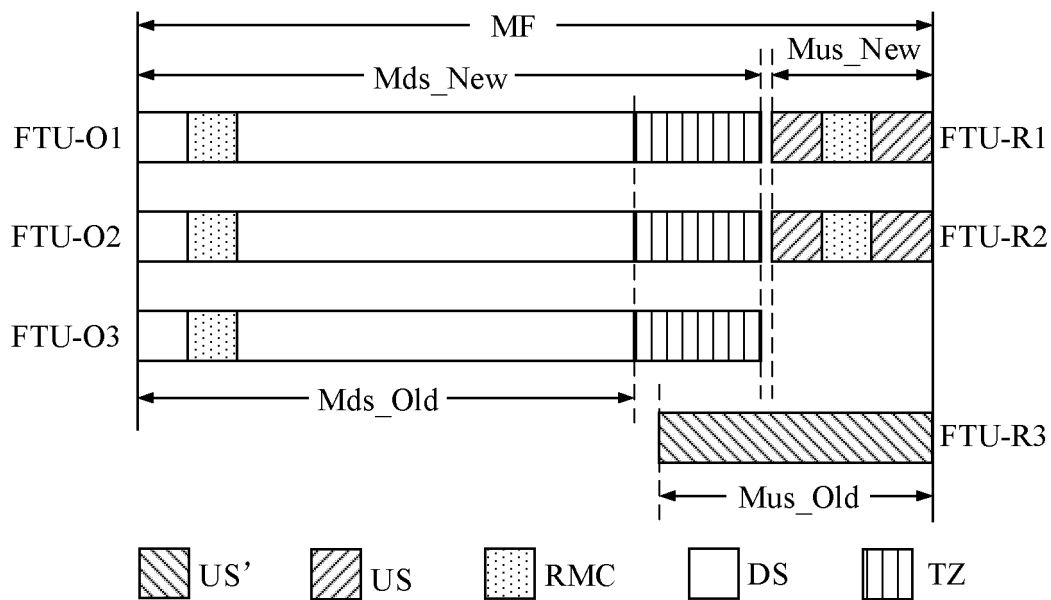 MF
Mds_New
Mus_New
FTU-O1
FTU-R1
FTU-O2
FTU-R2
FTU-O3
Mds_Old
FTU-R3
Mus_Old
US’
US
RMC
DS
TZ